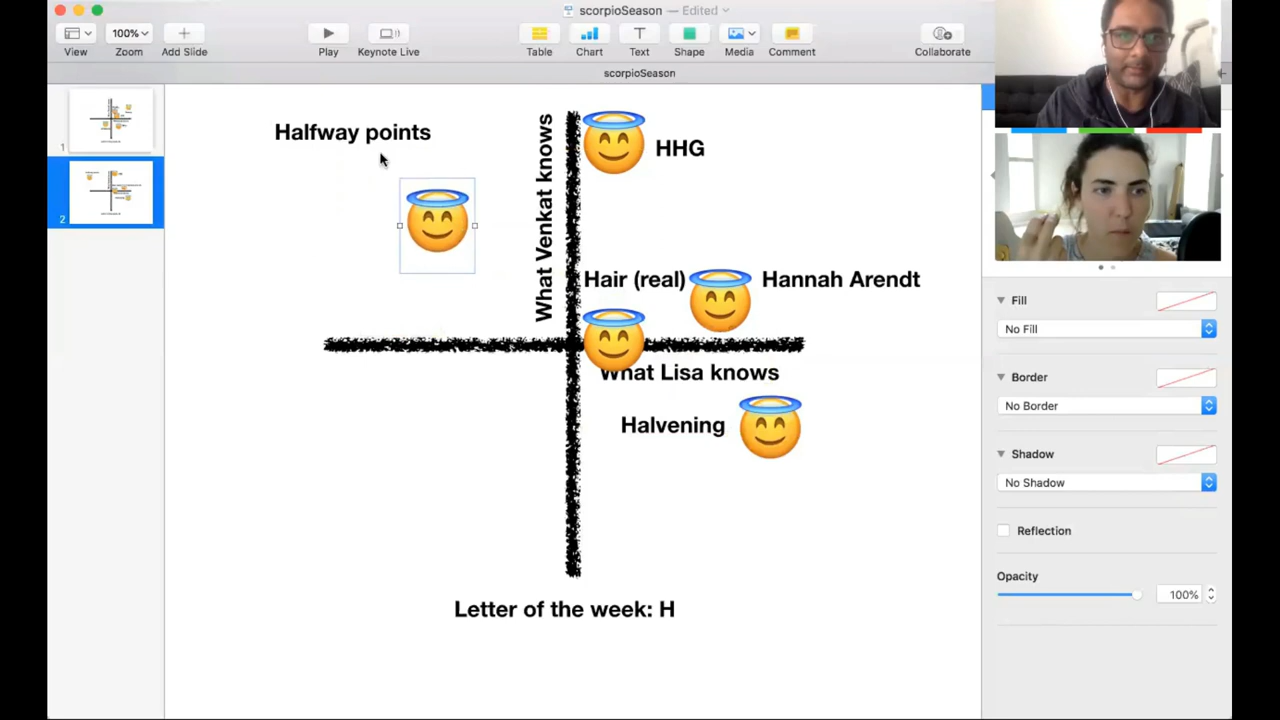 scorpioSeason — Edited
100%
View
Zoom
Add Slide
Play
Keynote Live
Table
Chart
Text
Shape
Media
Comment
Collaborate
scorpioSeason
1
2
Halfway points
What Venkat knows
HHG
Hair (real)
Hannah Arendt
What Lisa knows
Halvening
Letter of the week: H
Fill
No Fill
Border
No Border
Shadow
No Shadow
Reflection
Opacity
100%